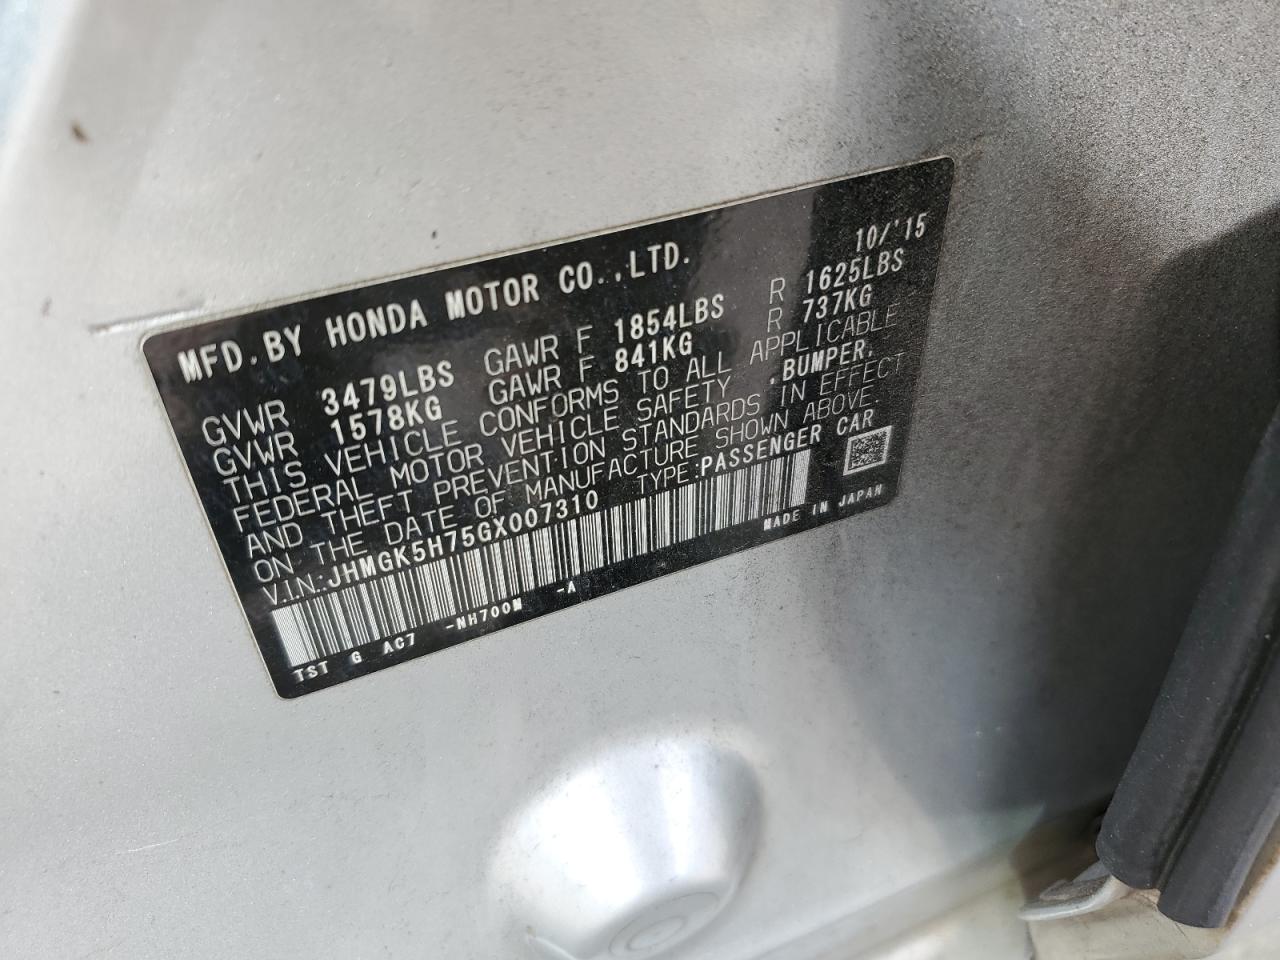 10/'15
MFD.BY HONDA MOTOR CO.,LTD.
GVWR 3479LBS GAWR F 1854LBS R 1625LBS
GVWR 1578KG GAWR F 841KG R 737KG
THIS VEHICLE CONFORMS TO ALL APPLICABLE
FEDERAL MOTOR VEHICLE SAFETY ,BUMPER,
AND THEFT PREVENTION STANDARDS IN EFFECT
ON THE DATE OF MANUFACTURE SHOWN ABOVE.
V.IN:JHMGK5H75GX007310 TYPE:PASSENGER CAR
MADE IN JAPAN
TST G AC7 -NH700M -A